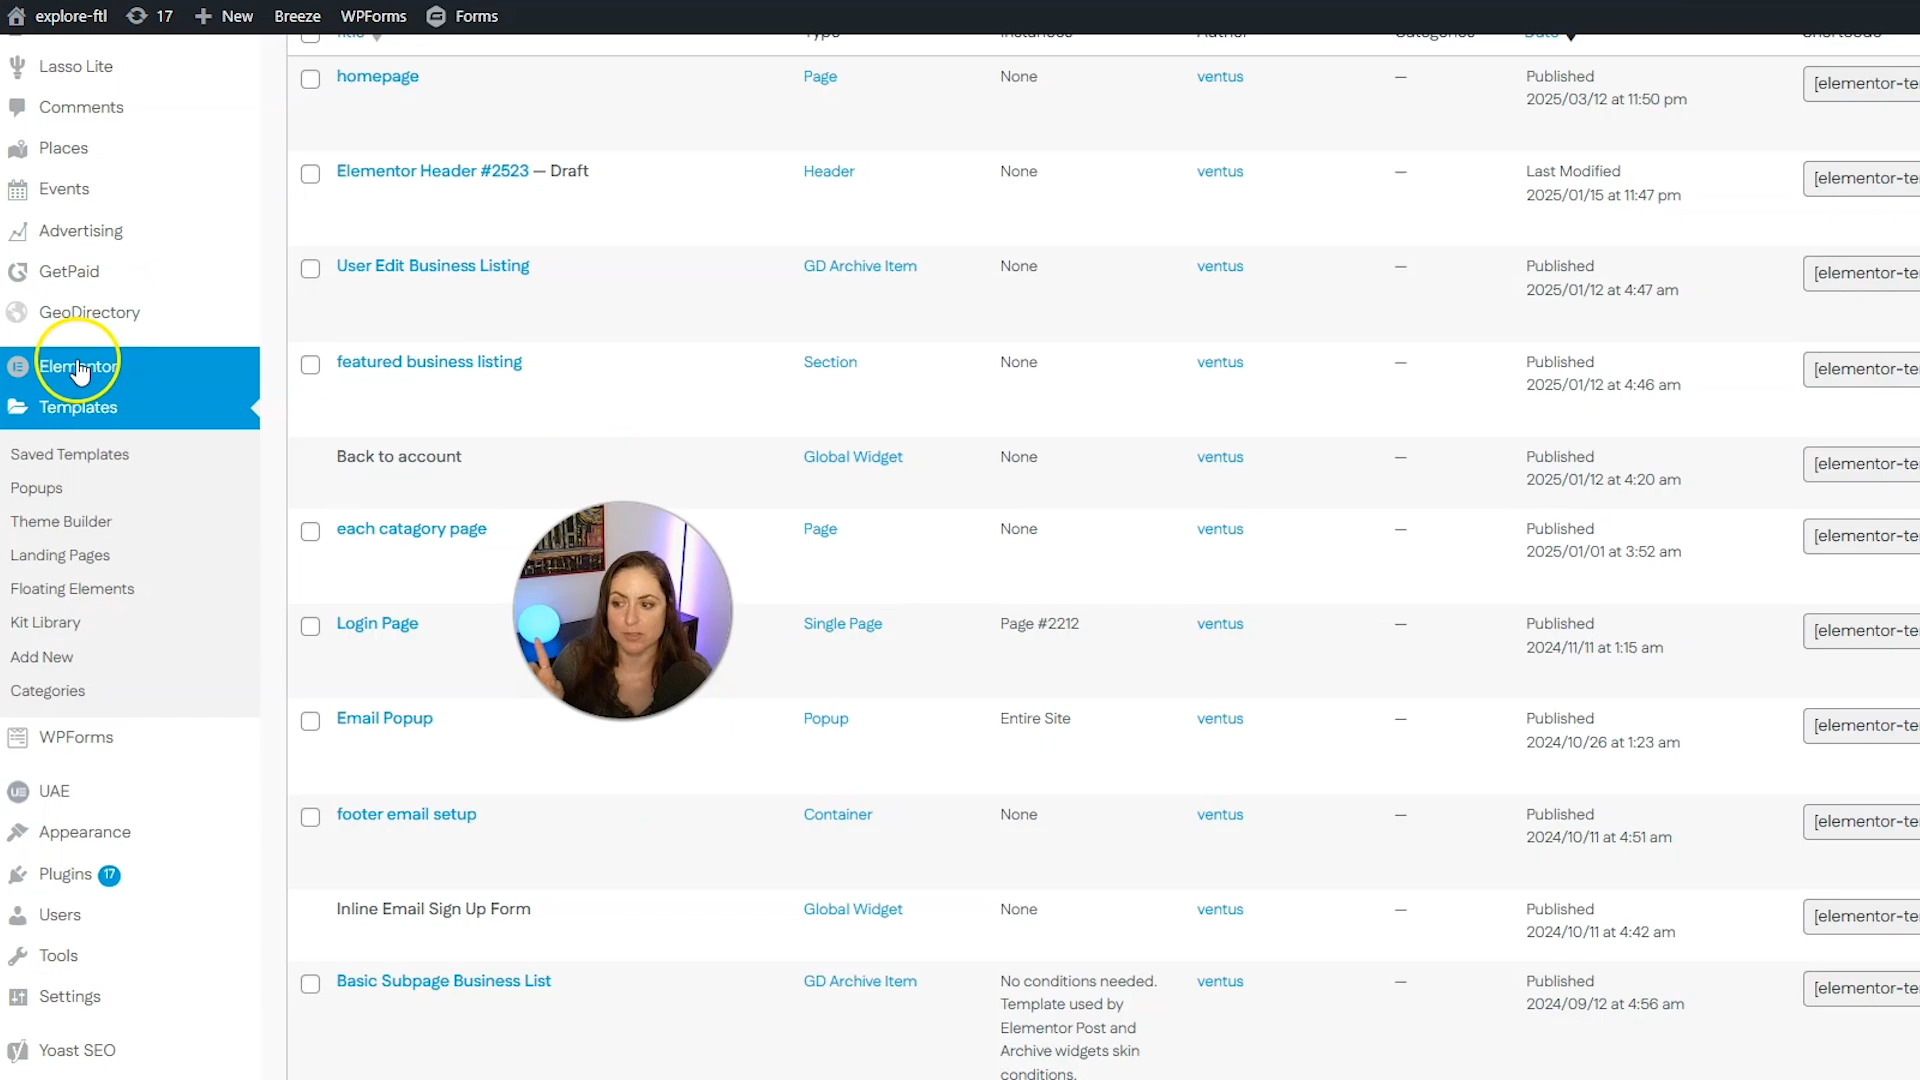 explore-ftl 17 New Breeze WPForms Forms
Title Type Instances Author Categories Date Shortcode
Lasso Lite
Comments
Places
Events
Advertising
GetPaid
GeoDirectory
Elementor
Templates
Saved Templates
Popups
Theme Builder
Landing Pages
Floating Elements
Kit Library
Add New
Categories
WPForms
UAE
Appearance
Plugins 17
Users
Tools
Settings
Yoast SEO
homepage Page None ventus — Published [elementor-te
2025/03/12 at 11:50 pm
Elementor Header #2523 — Draft Header None ventus — Last Modified [elementor-te
2025/01/15 at 11:47 pm
User Edit Business Listing GD Archive Item None ventus — Published [elementor-te
2025/01/12 at 4:47 am
featured business listing Section None ventus — Published [elementor-te
2025/01/12 at 4:46 am
Back to account Global Widget None ventus — Published [elementor-te
2025/01/12 at 4:20 am
each catagory page Page None ventus — Published [elementor-te
2025/01/01 at 3:52 am
Login Page Single Page Page #2212 ventus — Published [elementor-te
2024/11/11 at 1:15 am
Email Popup Popup Entire Site ventus — Published [elementor-te
2024/10/26 at 1:23 am
footer email setup Container None ventus — Published [elementor-te
2024/10/11 at 4:51 am
Inline Email Sign Up Form Global Widget None ventus — Published [elementor-te
2024/10/11 at 4:42 am
Basic Subpage Business List GD Archive Item No conditions needed. ventus — Published [elementor-te
Template used by 2024/09/12 at 4:56 am
Elementor Post and
Archive widgets skin
conditions.